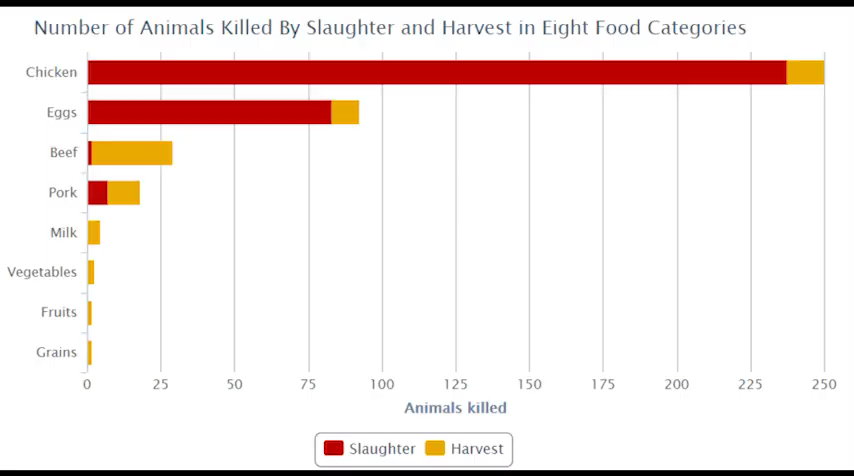 Number of Animals Killed By Slaughter and Harvest in Eight Food Categories
Chicken
Eggs
Beef
Pork
Milk
Vegetables
Fruits
Grains
0 25 50 75 100 125 150 175 200 225 250
Animals killed
Slaughter Harvest